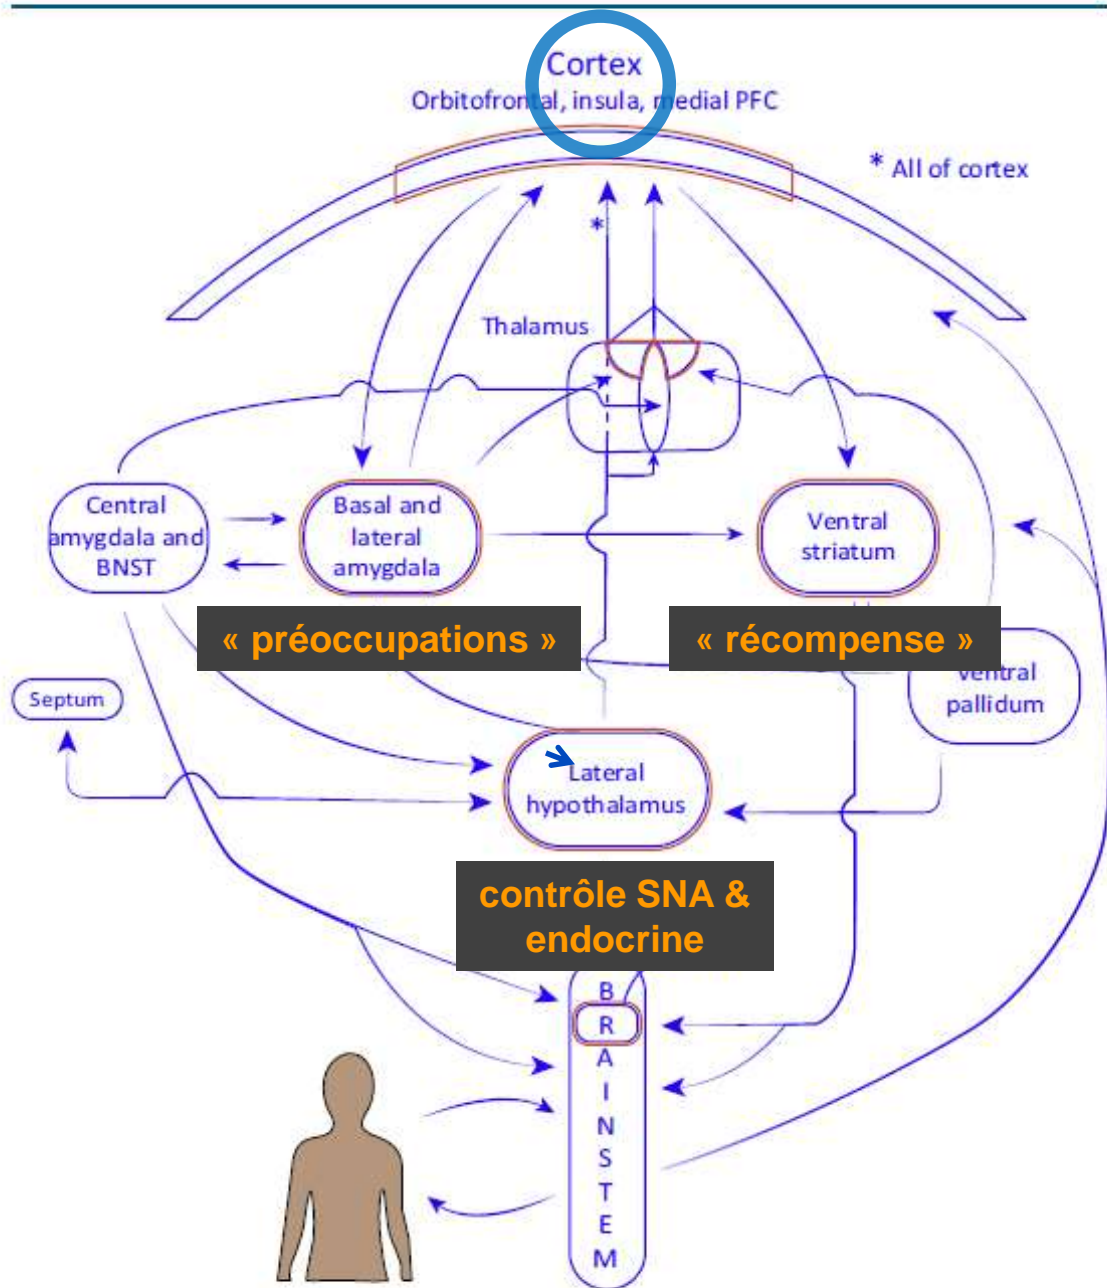 Cortex
Orbitofrontal, insula, medial PFC
* All of cortex
*
Thalamus
Central
amygdala and
BNST
Basal and
lateral
amygdala
Ventral
striatum
« préoccupations »
« récompense »
Septum
Ventral
pallidum
Lateral
hypothalamus
contrôle SNA &
endocrine
B
R
A
I
N
S
T
E
M